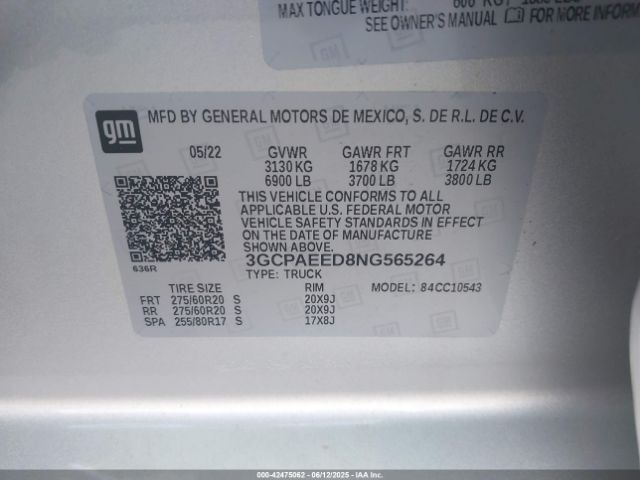 MAX TONGUE WEIGHT:
SEE OWNER'S MANUAL FOR MORE INFORM
gm
MFD BY GENERAL MOTORS DE MEXICO, S. DE R.L. DE C.V.
05/22 GVWR GAWR FRT GAWR RR
3130 KG 1678 KG 1724 KG
6900 LB 3700 LB 3800 LB
THIS VEHICLE CONFORMS TO ALL
APPLICABLE U.S. FEDERAL MOTOR
VEHICLE SAFETY STANDARDS IN EFFECT
ON THE DATE OF MANUFACTURE
SHOWN ABOVE.
636R
3GCPAEED8NG565264
TYPE: TRUCK
TIRE SIZE RIM MODEL: 84CC10543
FRT 275/60R20 S 20X9J
RR 275/60R20 S 20X9J
SPA 255/80R17 S 17X8J
000-42475062 - 06/12/2025 - IAAI.com